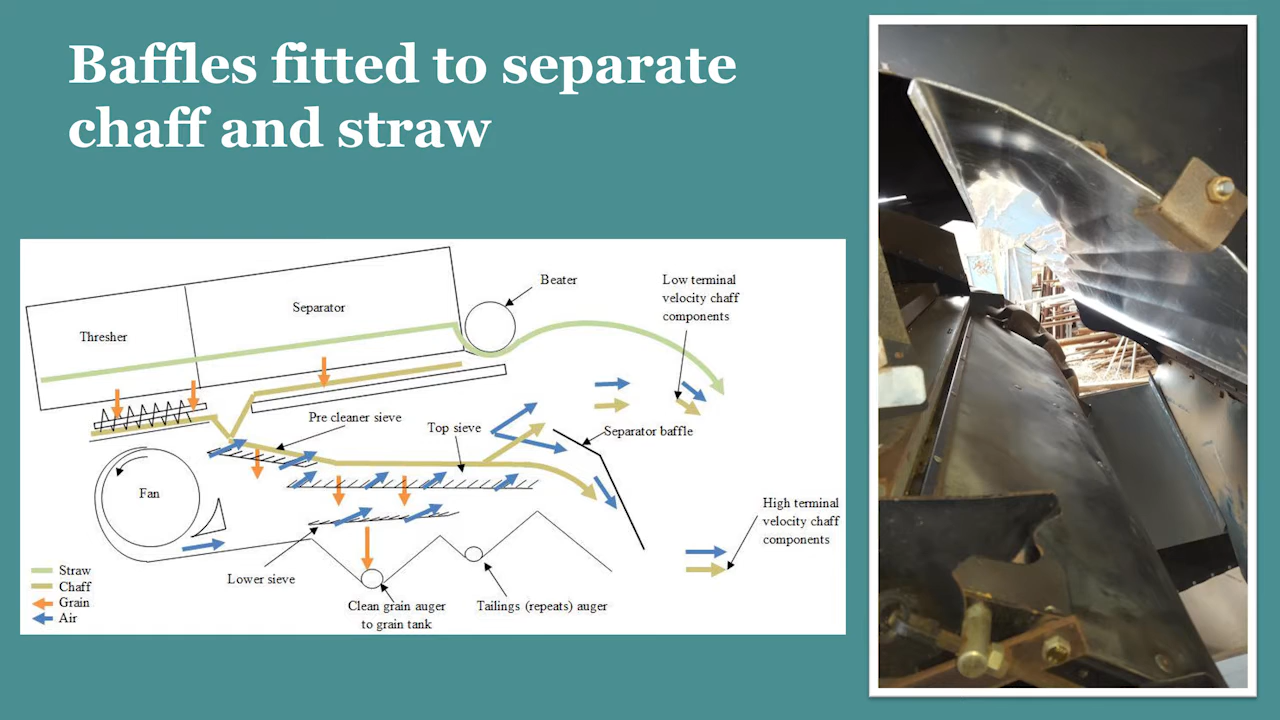 Baffles fitted to separate
chaff and straw
Thresher
Separator
Beater
Low terminal
velocity chaff
components
Pre cleaner sieve
Top sieve
Separator baffle
Fan
High terminal
velocity chaff
components
Lower sieve
Clean grain auger
to grain tank
Tailings (repeats) auger
Straw
Chaff
Grain
Air